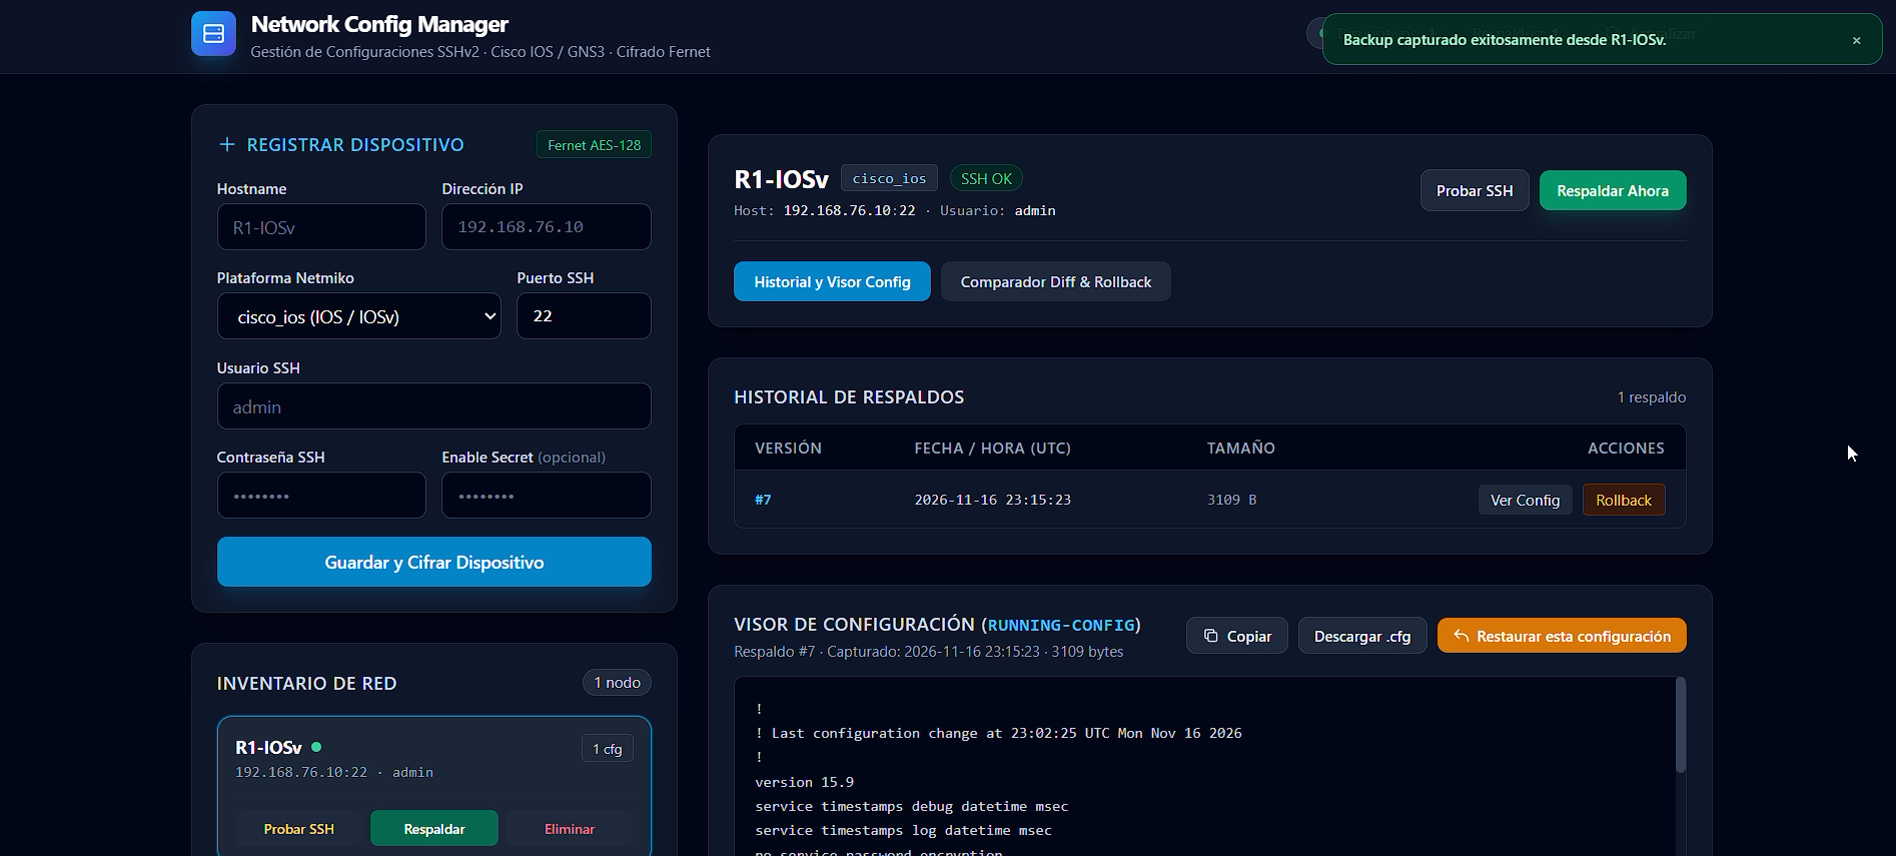 Network Config Manager
Gestión de Configuraciones SSHv2 · Cisco IOS / GNS3 · Cifrado Fernet
Backup capturado exitosamente desde R1-IOSv.
×
REGISTRAR DISPOSITIVO
Fernet AES-128
Hostname
Dirección IP
R1-IOSv
192.168.76.10
Plataforma Netmiko
Puerto SSH
cisco_ios (IOS / IOSv)
22
Usuario SSH
admin
Contraseña SSH
Enable Secret (opcional)
••••••••
••••••••
Guardar y Cifrar Dispositivo
INVENTARIO DE RED
1 nodo
R1-IOSv
1 cfg
192.168.76.10:22 · admin
Probar SSH
Respaldar
Eliminar
R1-IOSv
cisco_ios
SSH OK
Host: 192.168.76.10:22 · Usuario: admin
Probar SSH
Respaldar Ahora
Historial y Visor Config
Comparador Diff & Rollback
HISTORIAL DE RESPALDOS
1 respaldo
VERSIÓN FECHA / HORA (UTC) TAMAÑO ACCIONES
#7 2026-11-16 23:15:23 3109 B Ver Config Rollback
VISOR DE CONFIGURACIÓN (RUNNING-CONFIG)
Respaldo #7 · Capturado: 2026-11-16 23:15:23 · 3109 bytes
Copiar
Descargar .cfg
Restaurar esta configuración
!
! Last configuration change at 23:02:25 UTC Mon Nov 16 2026
!
version 15.9
service timestamps debug datetime msec
service timestamps log datetime msec
no service password encryption